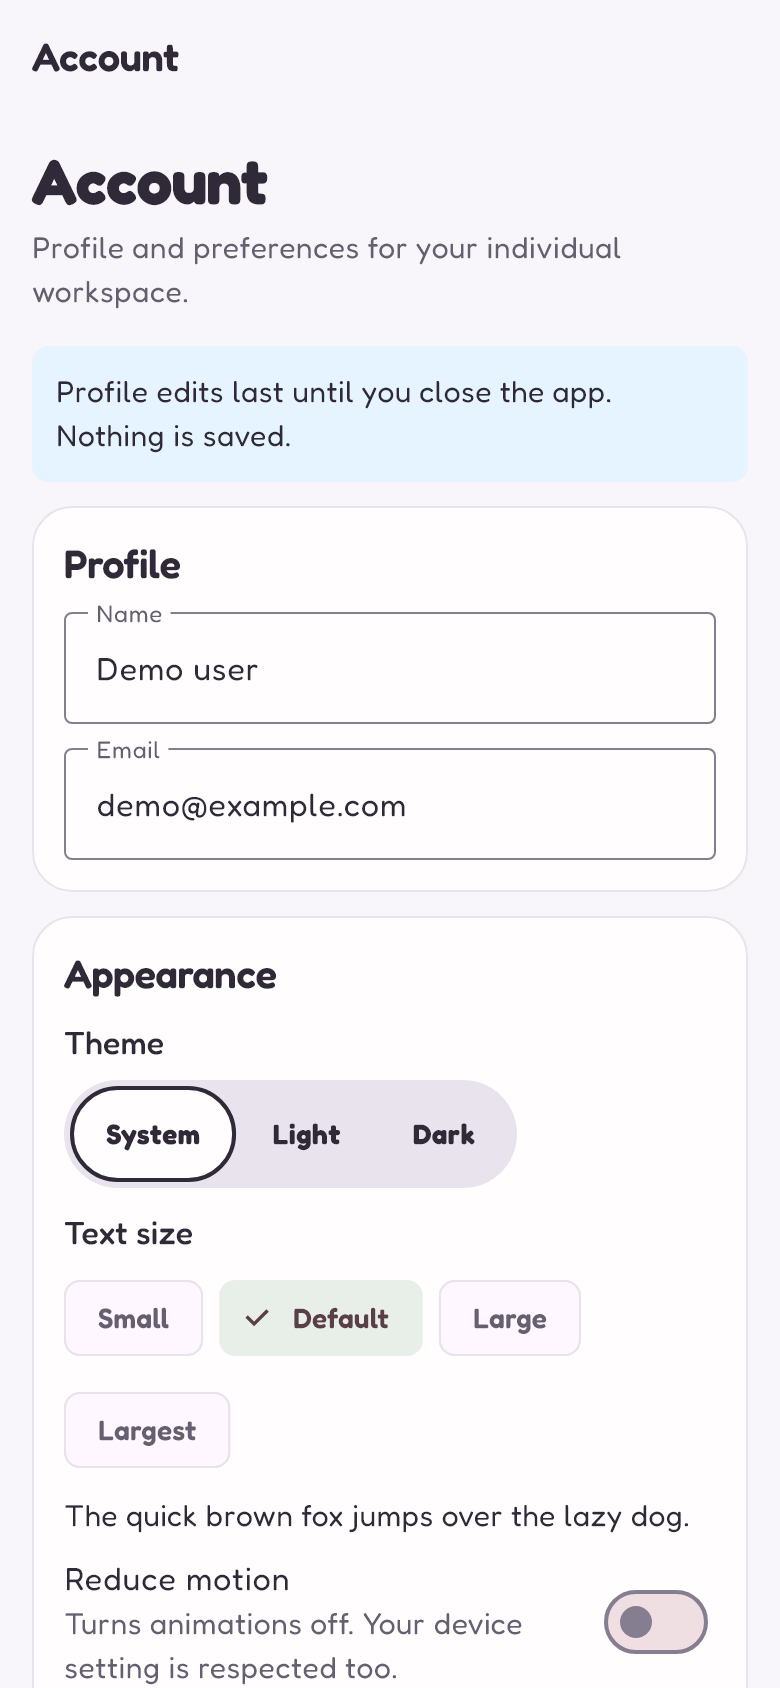 Account
Account
Profile and preferences for your individual
workspace.
Profile edits last until you close the app.
Nothing is saved.
Profile
Name
Demo user
Email
demo@example.com
Appearance
Theme
System Light Dark
Text size
Small Default Large
Largest
The quick brown fox jumps over the lazy dog.
Reduce motion
Turns animations off. Your device
setting is respected too.